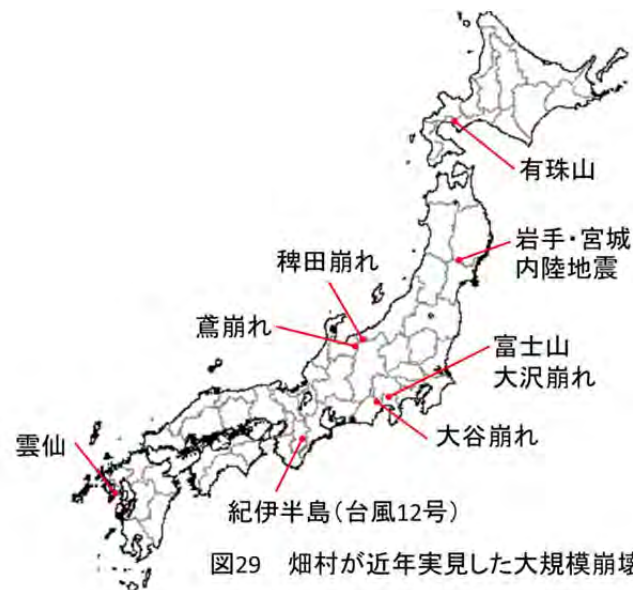 有珠山
岩手・宮城
内陸地震
稗田崩れ
鳶崩れ
富士山
大沢崩れ
大谷崩れ
雲仙
紀伊半島(台風12号)
図29 畑村が近年実見した大規模崩壊